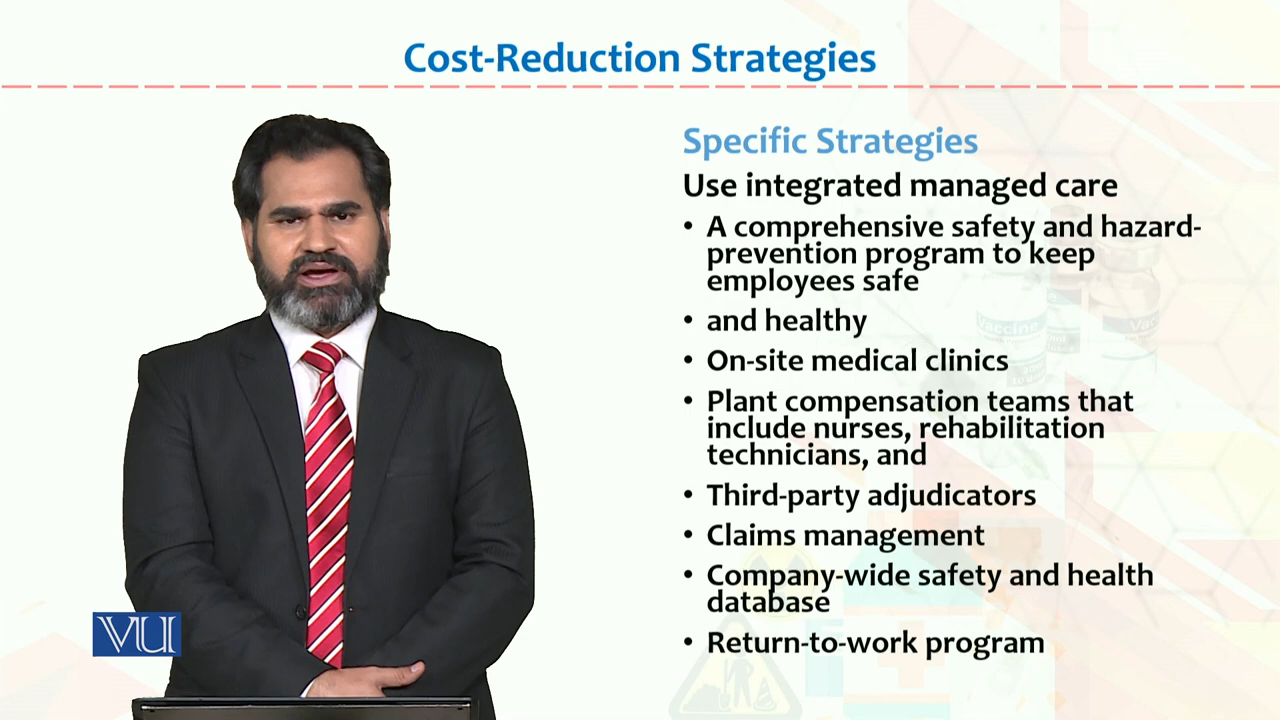 Cost-Reduction Strategies
Specific Strategies
Use integrated managed care
• A comprehensive safety and hazard-
prevention program to keep
employees safe
• and healthy
• On-site medical clinics
• Plant compensation teams that
include nurses, rehabilitation
technicians, and
• Third-party adjudicators
• Claims management
• Company-wide safety and health
database
• Return-to-work program
VU
Vaccine